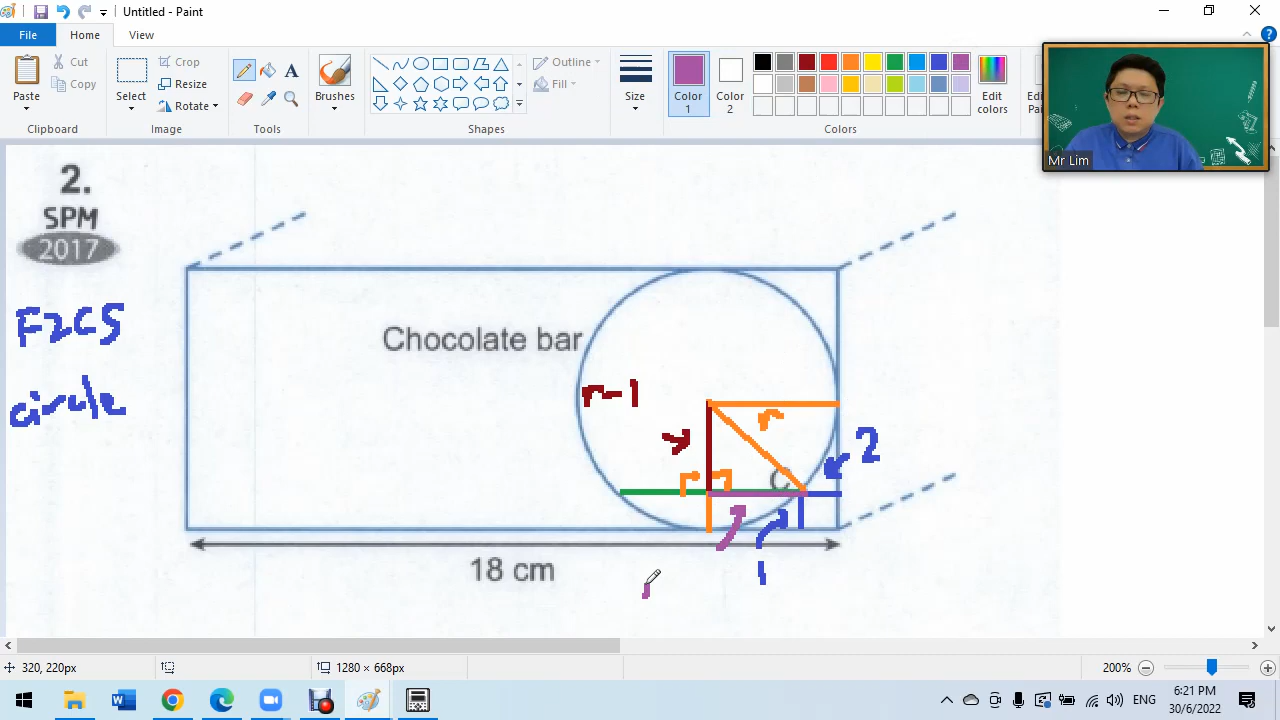 Untitled - Paint
File
Home
View
Paste
Cut
Copy
Clipboard
Select
Crop
Resize
Rotate
Image
A
Tools
Brushes
Outline
Fill
Shapes
Size
Color 1
Color 2
Edit colors
Colors
Mr Lim
2.
SPM
2017
F2C5
circle
Chocolate bar
r-1
r
2
C
1
18 cm
320, 220px
1280 × 668px
200%
ENG
6:21 PM
30/6/2022